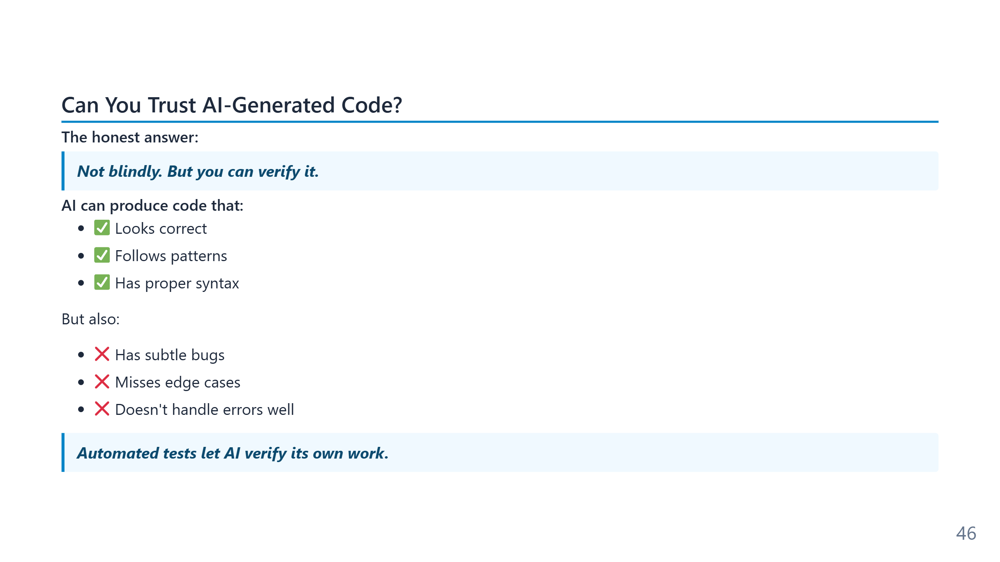 Can You Trust AI-Generated Code?
The honest answer:
Not blindly. But you can verify it.
AI can produce code that:
• ✅ Looks correct
• ✅ Follows patterns
• ✅ Has proper syntax
But also:
• ❌ Has subtle bugs
• ❌ Misses edge cases
• ❌ Doesn't handle errors well
Automated tests let AI verify its own work.
46